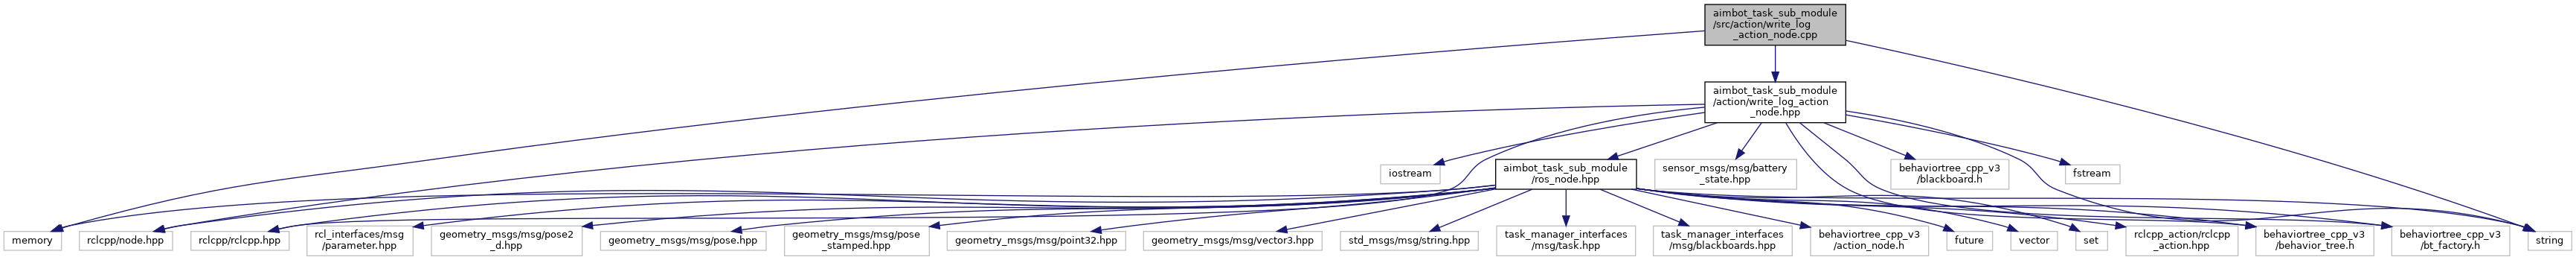 aimbot_task_sub_module
/src/action/write_log
_action_node.cpp
aimbot_task_sub_module
/action/write_log_action
_node.hpp
iostream
aimbot_task_sub_module
/ros_node.hpp
sensor_msgs/msg/battery
_state.hpp
behaviortree_cpp_v3
/blackboard.h
fstream
memory
rclcpp/node.hpp
rclcpp/rclcpp.hpp
rcl_interfaces/msg
/parameter.hpp
geometry_msgs/msg/pose2
_d.hpp
geometry_msgs/msg/pose.hpp
geometry_msgs/msg/pose
_stamped.hpp
geometry_msgs/msg/point32.hpp
geometry_msgs/msg/vector3.hpp
std_msgs/msg/string.hpp
task_manager_interfaces
/msg/task.hpp
task_manager_interfaces
/msg/blackboards.hpp
behaviortree_cpp_v3
/action_node.h
future
vector
set
rclcpp_action/rclcpp
_action.hpp
behaviortree_cpp_v3
/behavior_tree.h
behaviortree_cpp_v3
/bt_factory.h
string